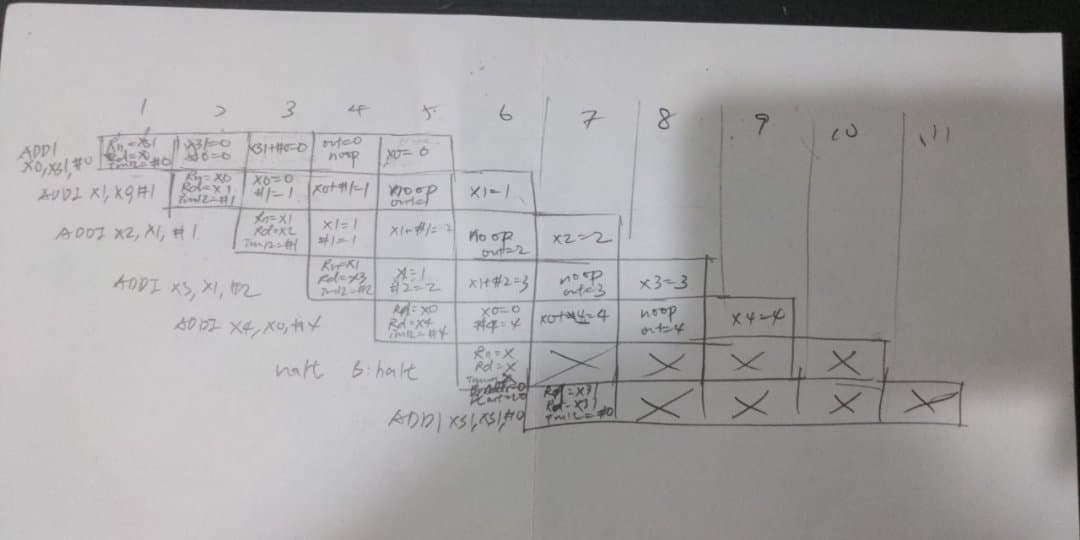 1 2 3 4 5 6 7 8 9 10 11
ADDI
X0, X31, #0
Rn=X31
Rd=X0
Imm12=#0
X31=0
#0=0
X31+#0=0
out=0
noop
X0=0
ADDI X1, X0, #1
Rn=X0
Rd=X1
Imm12=#1
X0=0
#1=1
X0+#1=1
noop
out=1
X1=1
ADDI X2, X1, #1
Rn=X1
Rd=X2
Imm12=#1
X1=1
#1=1
X1+#1=2
noop
out=2
X2=2
ADDI X3, X1, #2
Rn=X1
Rd=X3
Imm12=#2
X=1
#2=2
X1+#2=3
noop
out=3
X3=3
ADDI X4, X0, #4
Rd=X0
Rd=X4
Imm12=#4
X0=0
#4=4
X0+#4=4
noop
out=4
X4=4
halt B:halt
Rn=X
Rd=X
X X X X
ADDI X31, X31, #0
Rd=X31
Rd=X31
Imm12=#0
X X X X